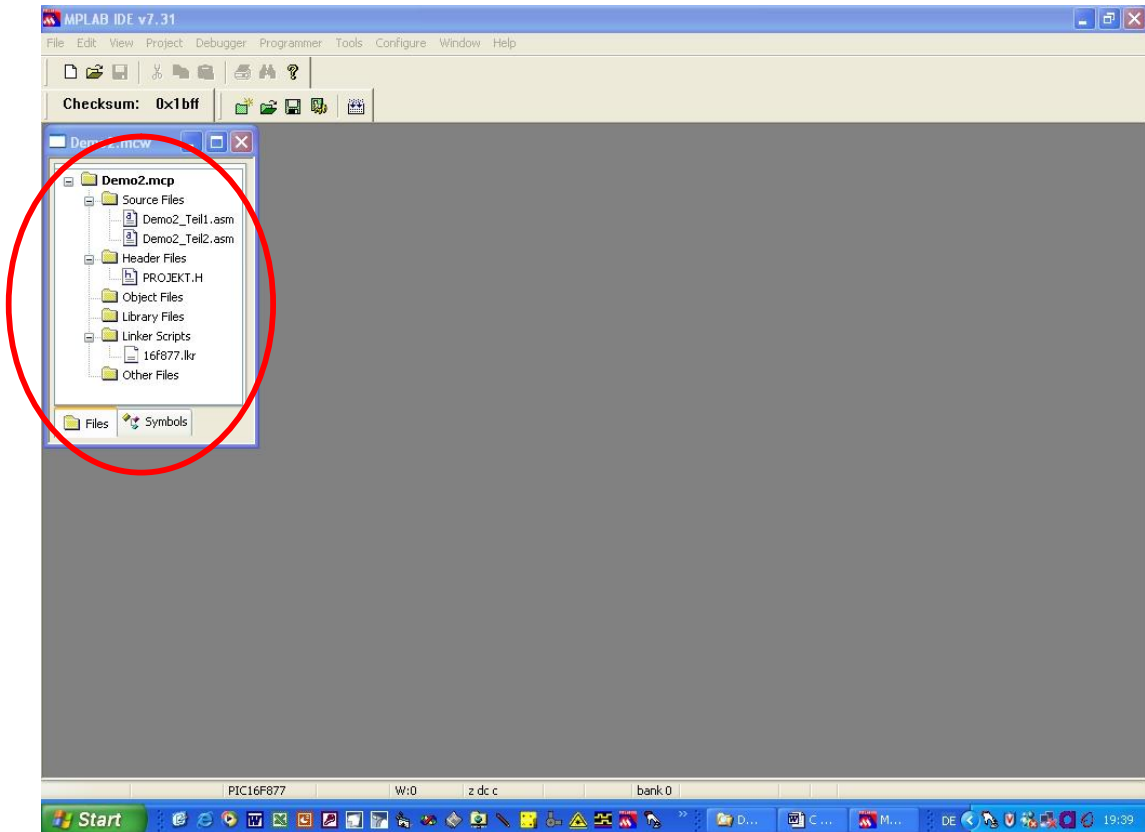 MPLAB IDE v7.31
File Edit View Project Debugger Programmer Tools Configure Window Help
Checksum: 0x1bff
Demo2.mcw
Demo2.mcp
Source Files
Demo2_Teil1.asm
Demo2_Teil2.asm
Header Files
PROJEKT.H
Object Files
Library Files
Linker Scripts
16f877.lkr
Other Files
Files Symbols
PIC16F877 W:0 z dc c bank 0
Start D... C ... M... DE 19:39